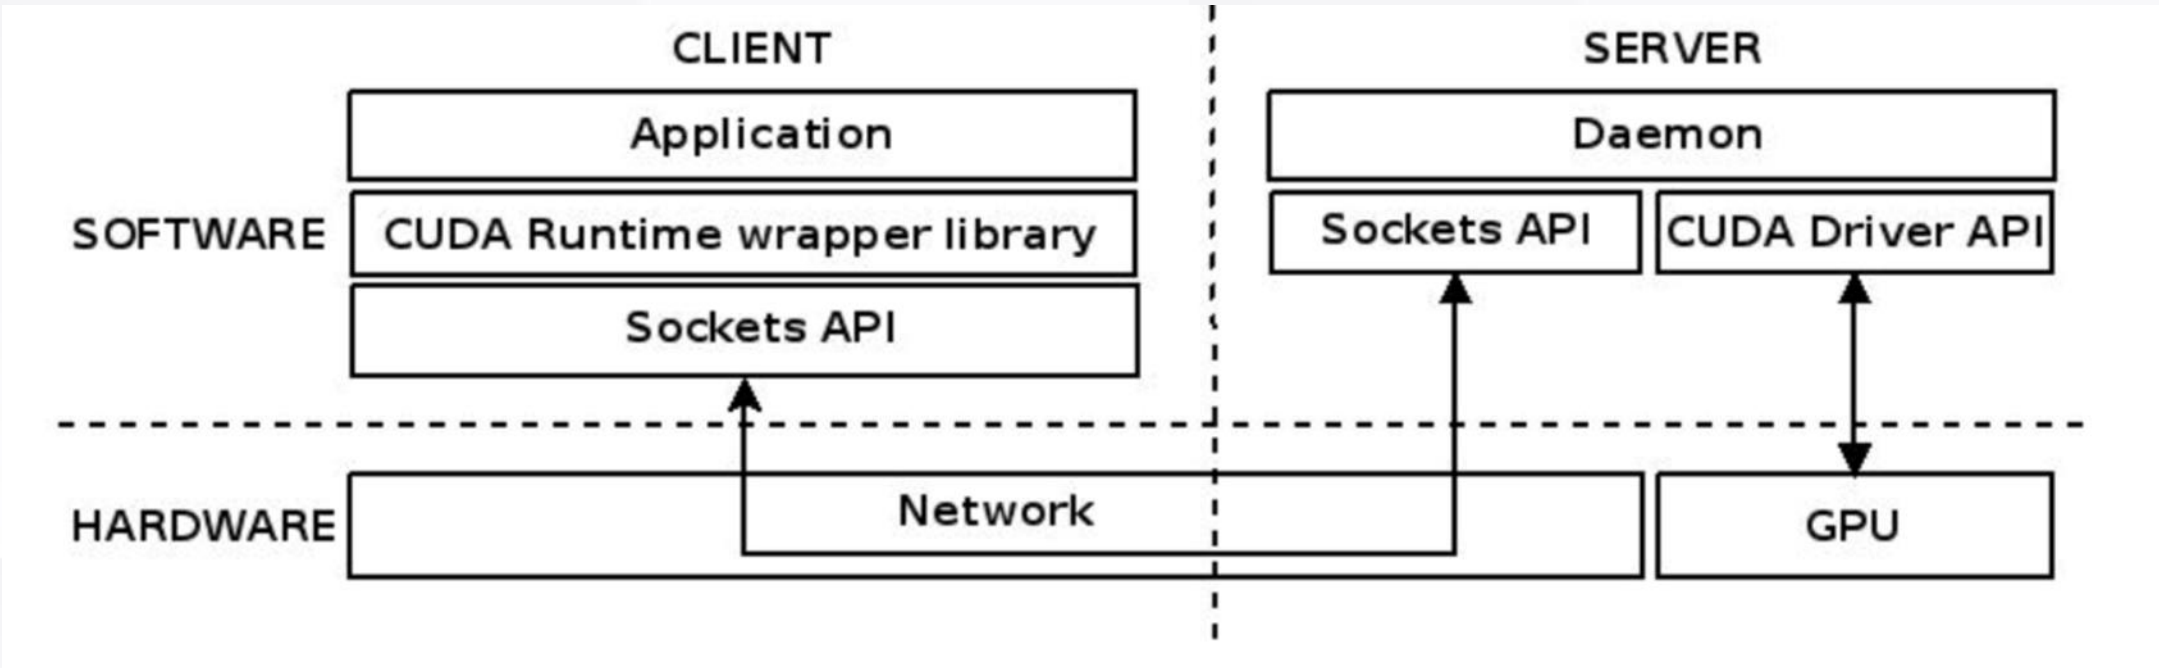 CLIENT
SERVER
Application
Daemon
SOFTWARE
CUDA Runtime wrapper library
Sockets API
CUDA Driver API
Sockets API
HARDWARE
Network
GPU